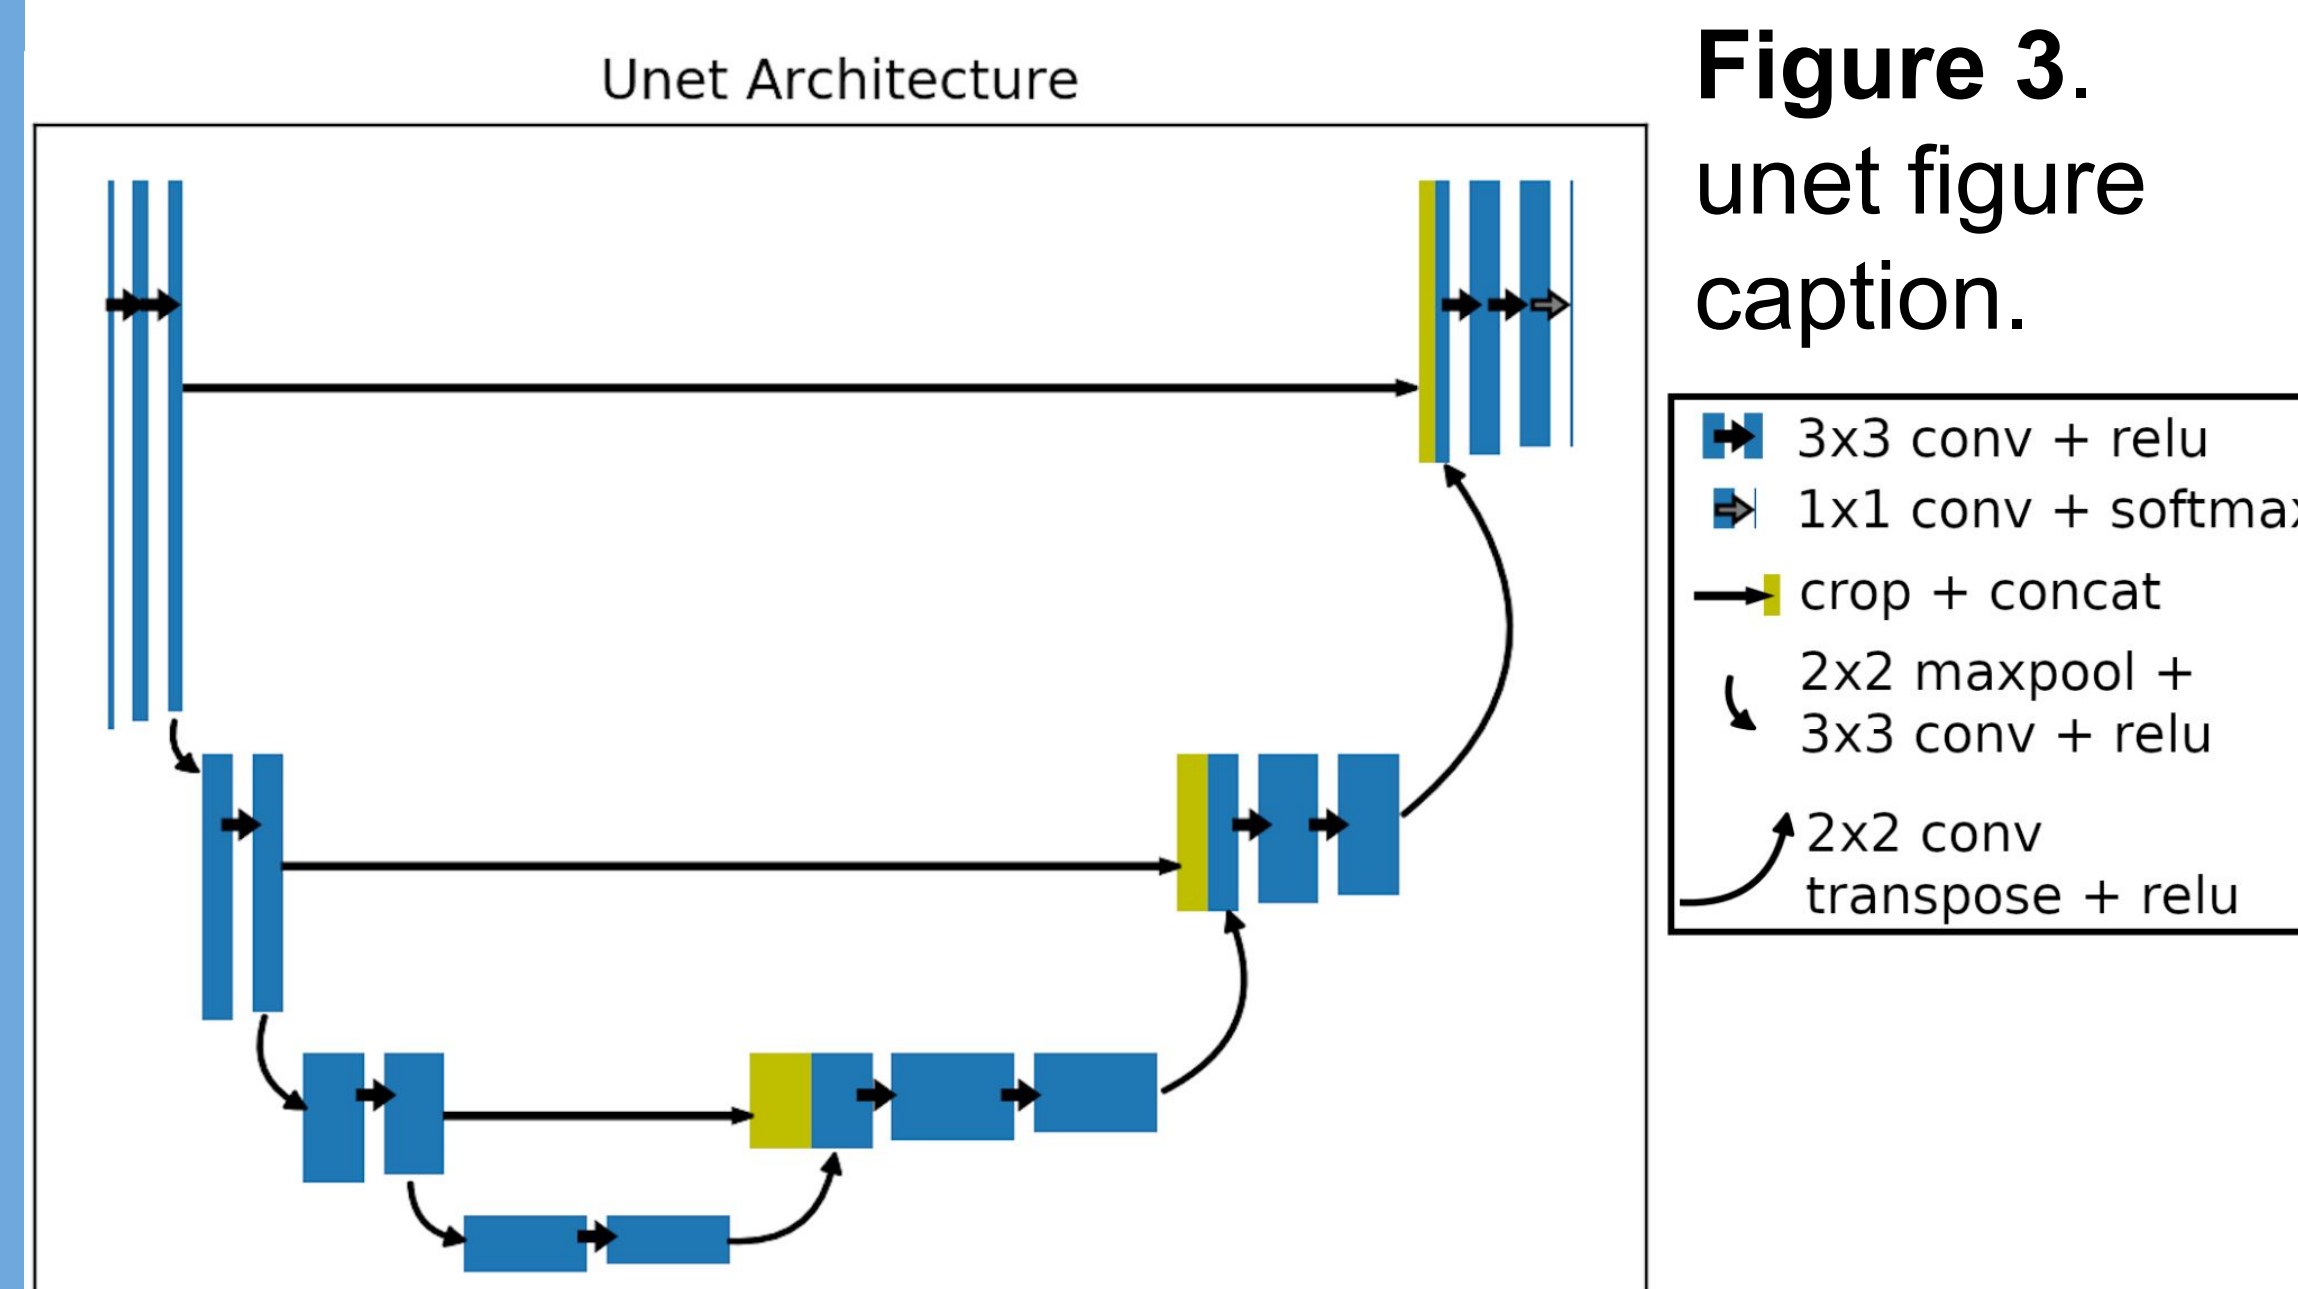 Unet Architecture
Figure 3.
unet figure
caption.
3x3 conv + relu
1x1 conv + softmax
crop + concat
2x2 maxpool +
3x3 conv + relu
2x2 conv
transpose + relu